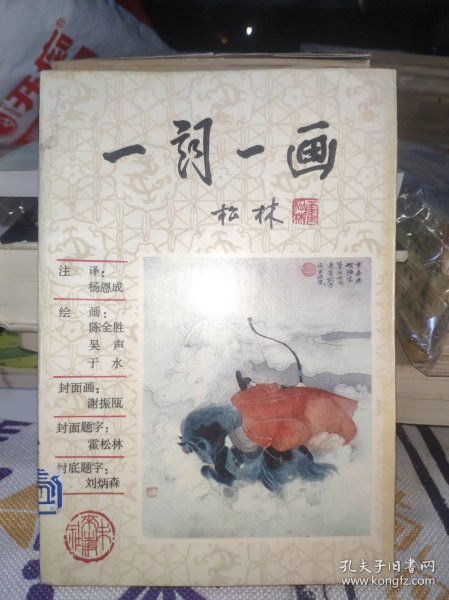 一词一画
松林
注 译：
杨恩成
绘 画：
陈全胜
吴 声
于 水
封面画：
谢振瓯
封面题字：
霍松林
封底题字：
刘炳森
孔夫子旧书网
www.kongfz.com